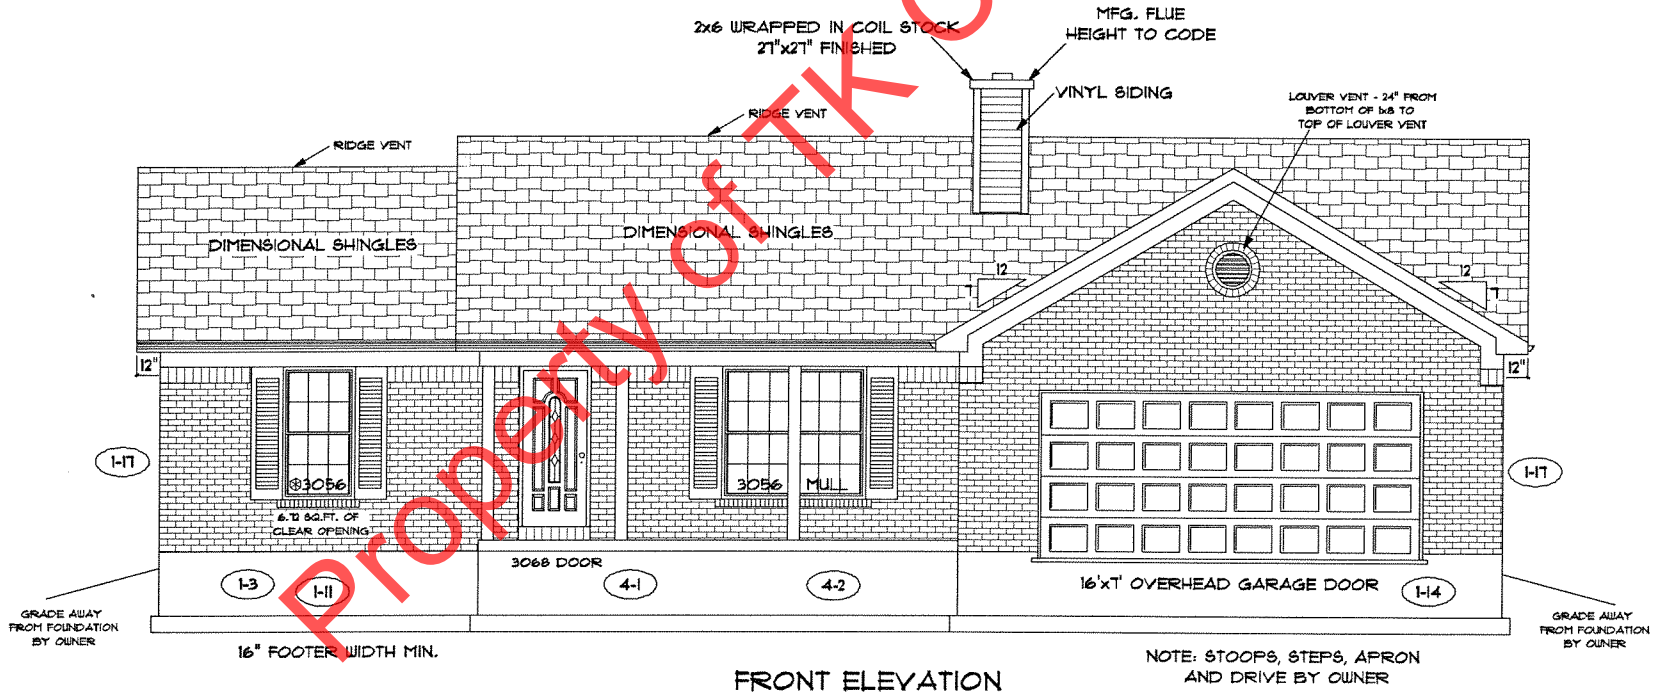 2x6 WRAPPED IN COIL STOCK
27"x27" FINISHED
MFG. FLUE
HEIGHT TO CODE
VINYL SIDING
LOUVER VENT - 24" FROM
BOTTOM OF 1x8 TO
TOP OF LOUVER VENT
RIDGE VENT
RIDGE VENT
DIMENSIONAL SHINGLES
DIMENSIONAL SHINGLES
12
7
12
7
12"
12"
1-17
1-17
3056
6.72 SQ.FT. OF
CLEAR OPENING
3056 MULL
3068 DOOR
16'x7' OVERHEAD GARAGE DOOR
1-3
1-11
4-1
4-2
1-14
GRADE AWAY
FROM FOUNDATION
BY OWNER
GRADE AWAY
FROM FOUNDATION
BY OWNER
16" FOOTER WIDTH MIN.
FRONT ELEVATION
NOTE: STOOPS, STEPS, APRON
AND DRIVE BY OWNER
Property of TK